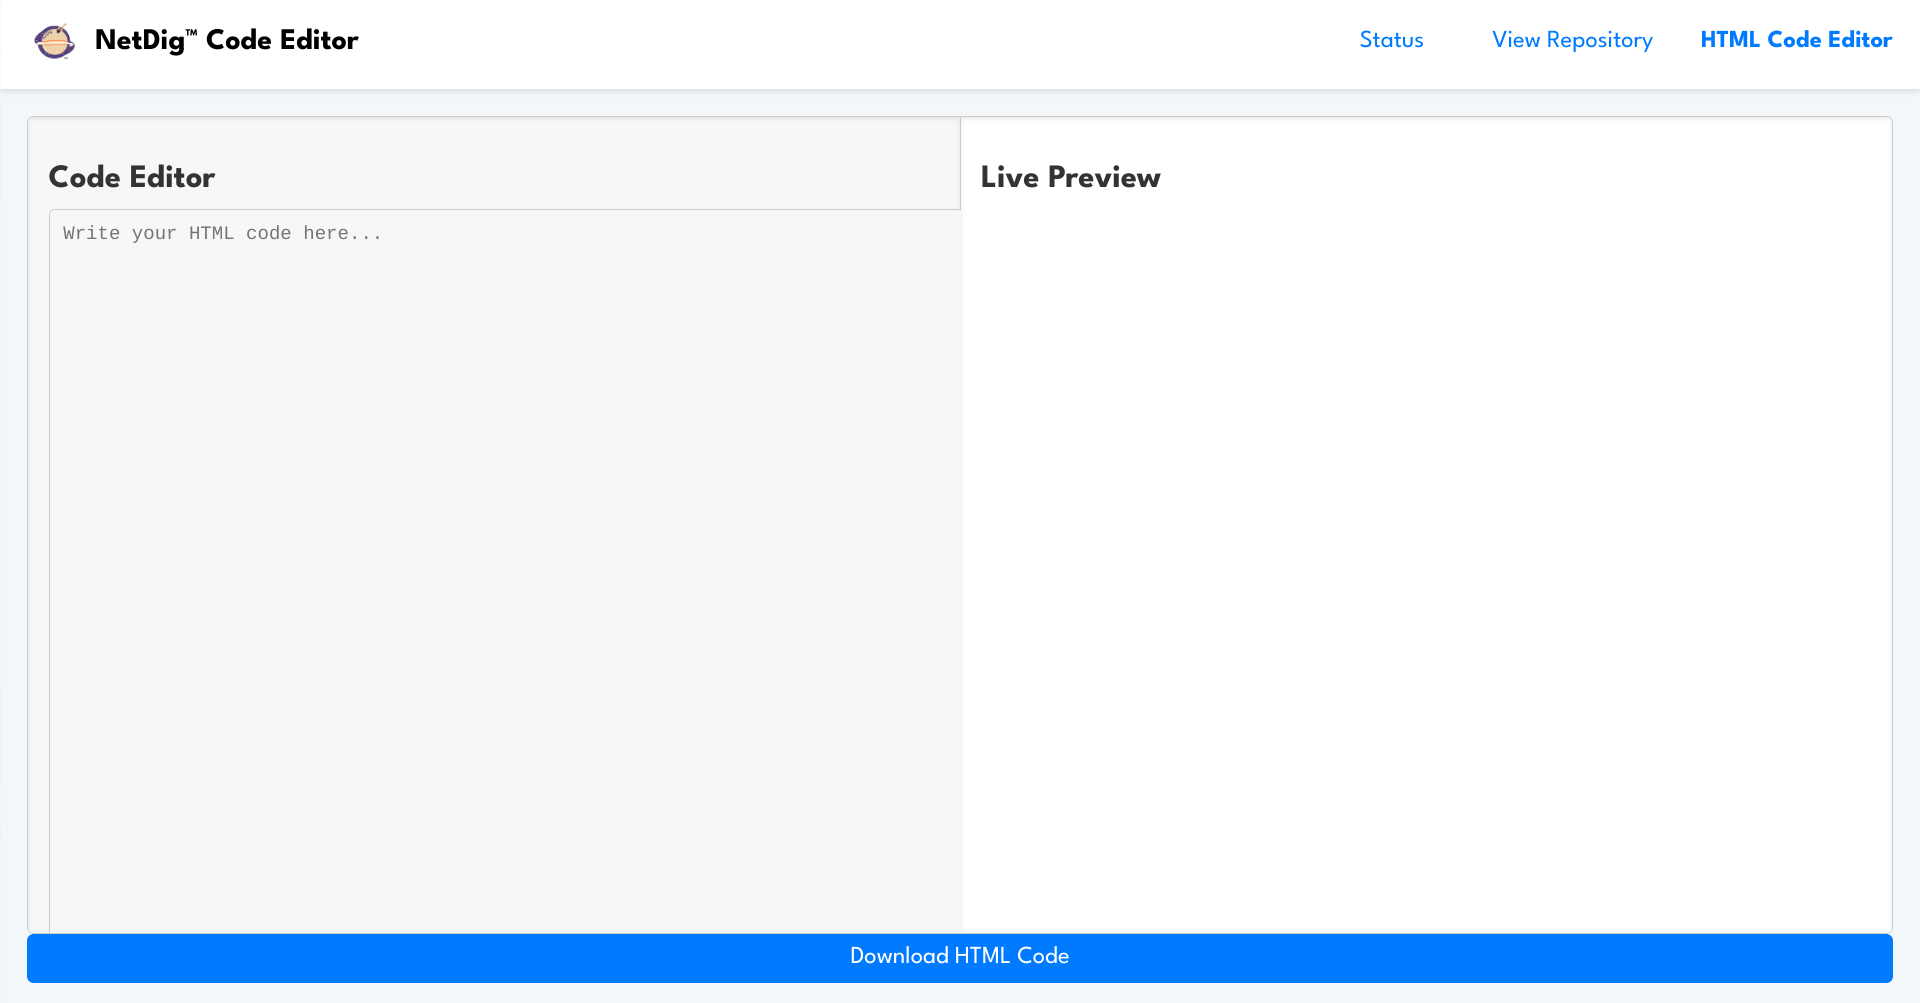 NetDig™ Code Editor
Status
View Repository
HTML Code Editor
Code Editor
Live Preview
Write your HTML code here...
Download HTML Code